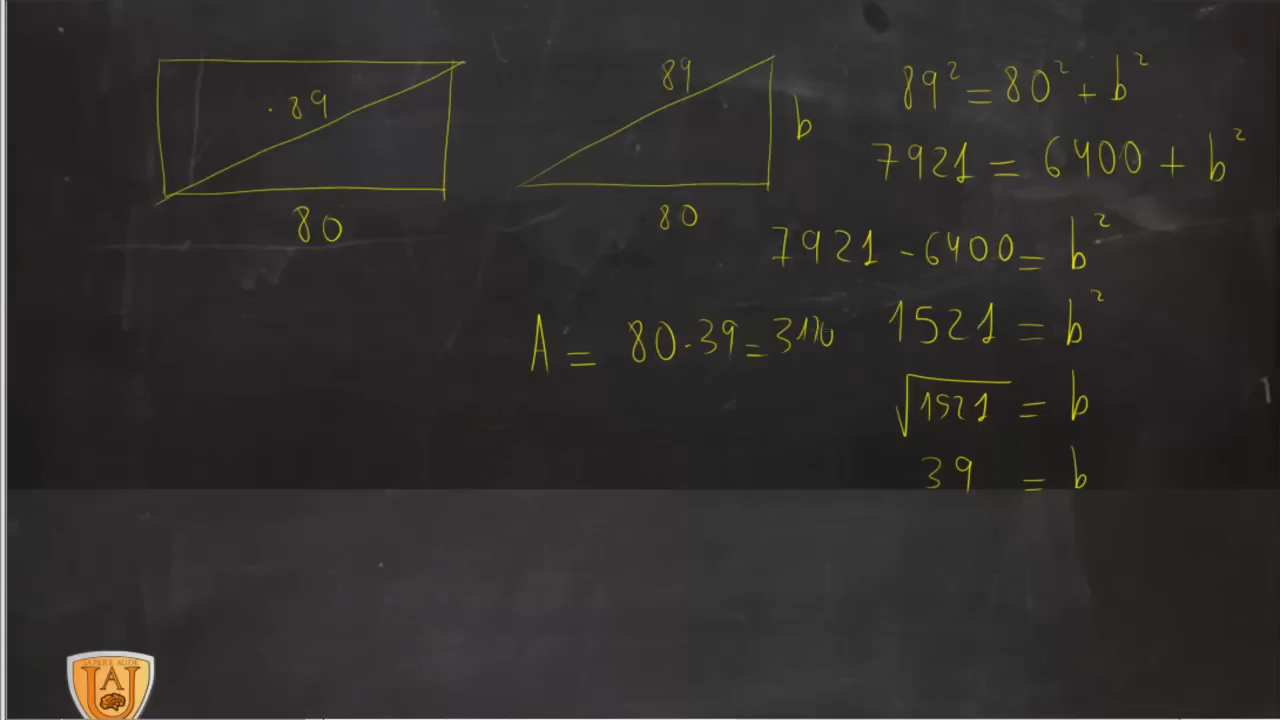 89
80
89
b
80
89² = 80² + b²
7921 = 6400 + b²
7921 - 6400 = b²
1521 = b²
√1521 = b
39 = b
A = 80·39 =
UA